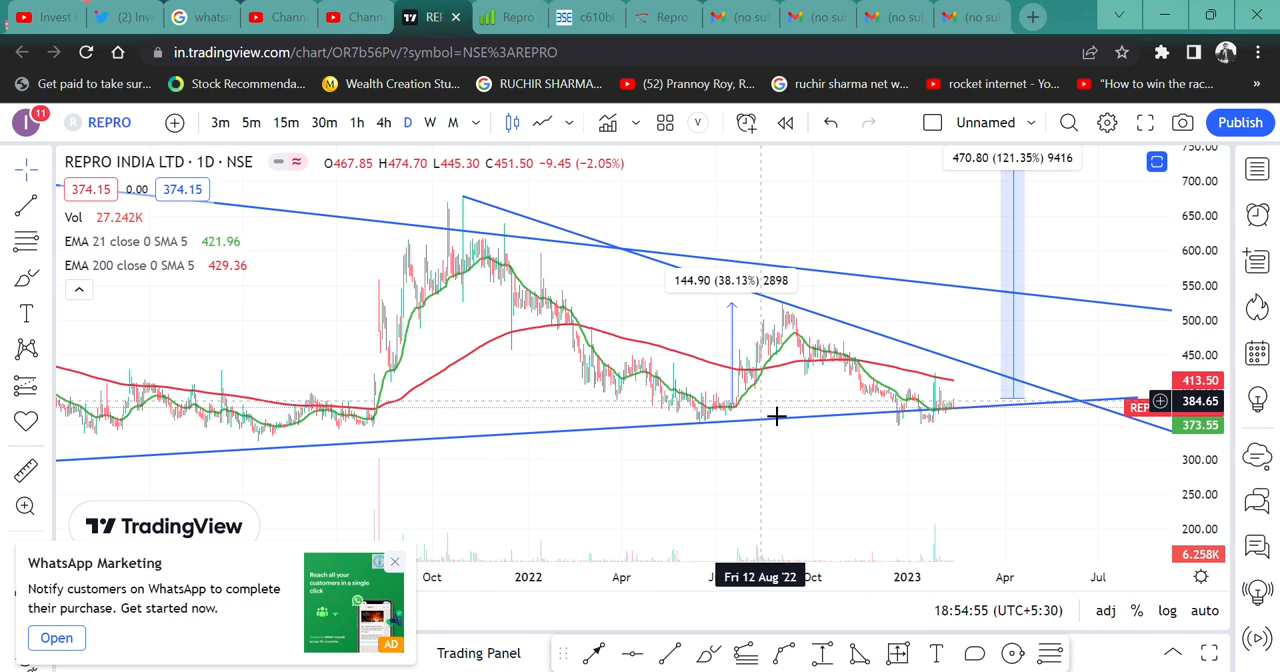 Invest
(2) Inv
whatsa
Chann
Chann
REP
Repro
BSE
c610b
Repro
(no su
(no su
(no su
(no su
in.tradingview.com/chart/OR7b56Pv/?symbol=NSE%3AREPRO
Get paid to take sur...
Stock Recommenda...
Wealth Creation Stu...
RUCHIR SHARMA...
(52) Prannoy Roy, R...
ruchir sharma net w...
rocket internet - Yo...
"How to win the rac...
»
I
11
R
REPRO
3m 5m 15m 30m 1h 4h D W M
V
Unnamed
Publish
REPRO INDIA LTD · 1D · NSE
O467.85 H474.70 L445.30 C451.50 −9.45 (−2.05%)
374.15 0.00 374.15
Vol 27.242K
EMA 21 close 0 SMA 5 421.96
EMA 200 close 0 SMA 5 429.36
470.80 (121.35%) 9416
144.90 (38.13%) 2898
750.00
700.00
650.00
600.00
550.00
500.00
450.00
413.50
384.65
REP
373.55
300.00
250.00
200.00
6.258K
TradingView
Oct 2022 Apr Fri 12 Aug '22 Oct 2023 Apr Jul
18:54:55 (UTC+5:30) adj % log auto
WhatsApp Marketing
Notify customers on WhatsApp to complete
their purchase. Get started now.
Open
Reach all your
customers in a single
click
AD
Trading Panel
T